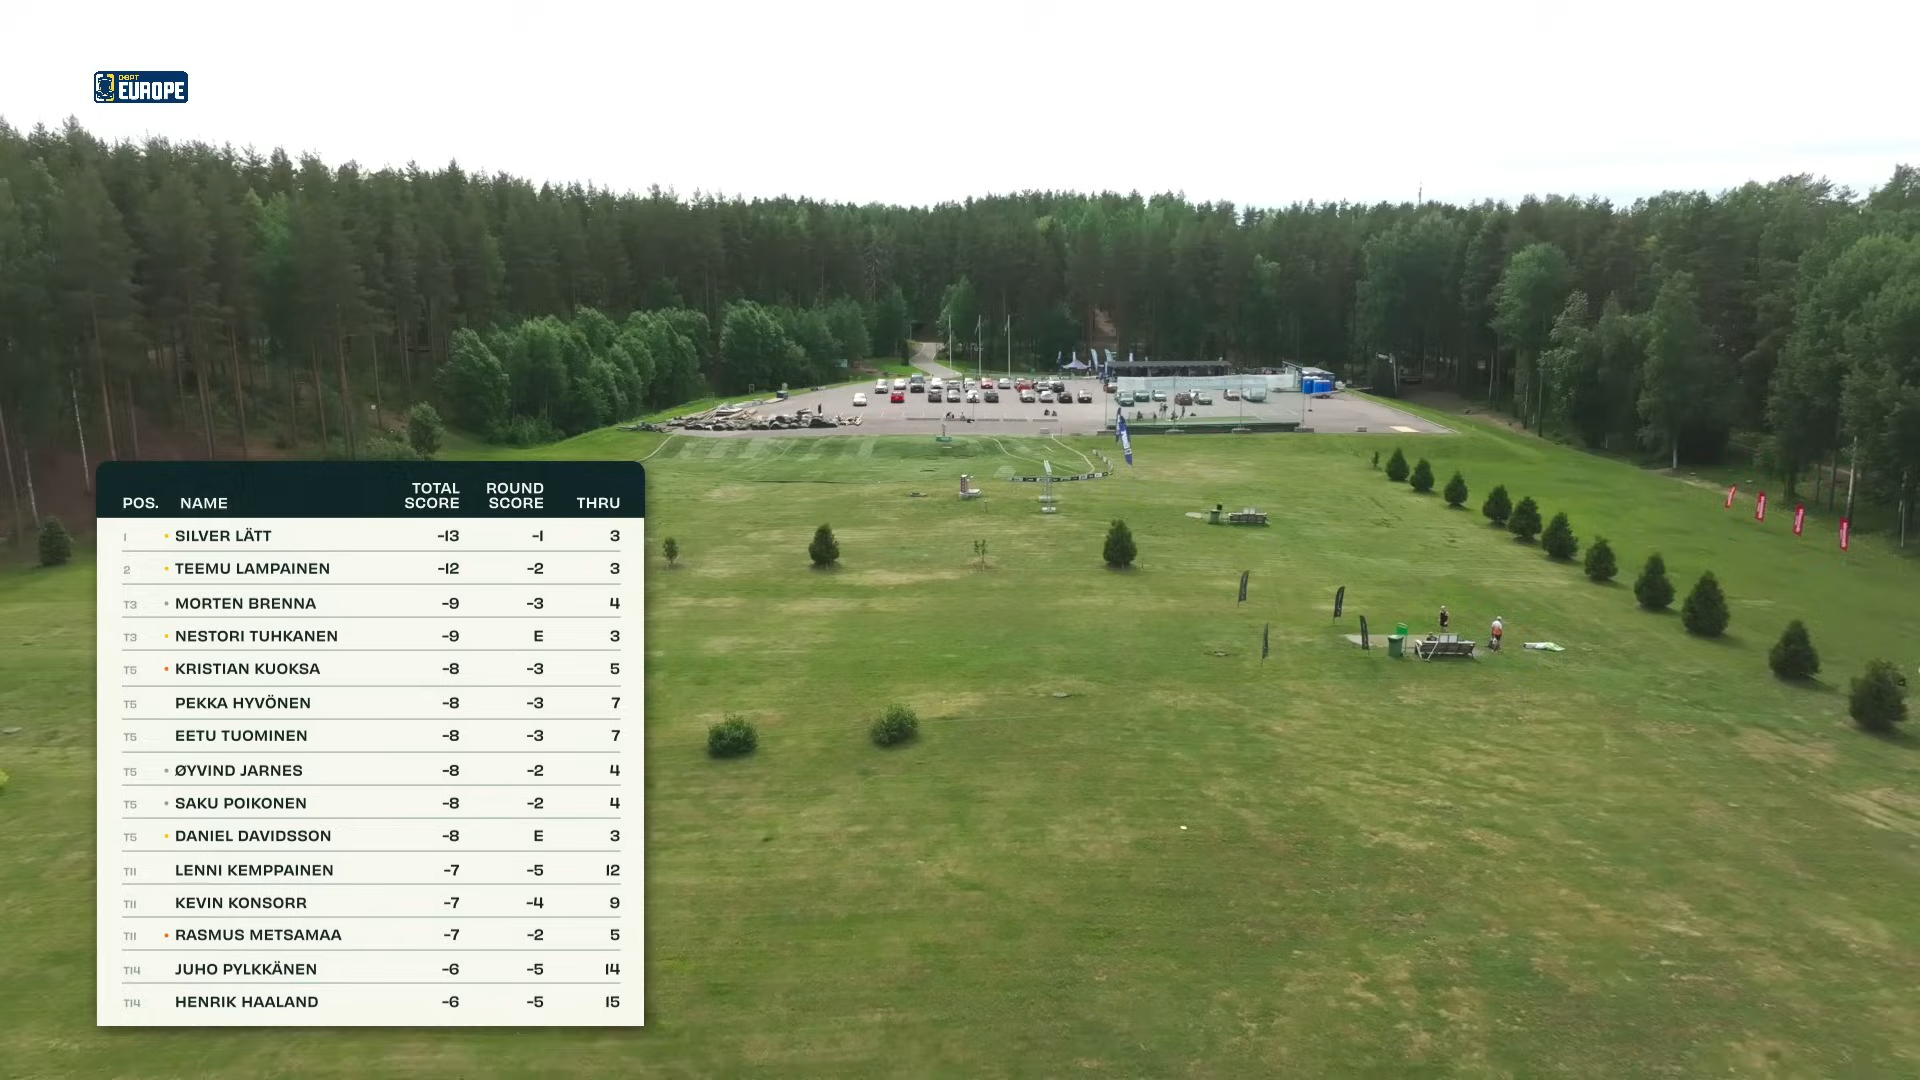 DGPT
EUROPE
POS. NAME TOTAL SCORE ROUND SCORE THRU
1 SILVER LÄTT -13 -1 3
2 TEEMU LAMPAINEN -12 -2 3
T3 MORTEN BRENNA -9 -3 4
T3 NESTORI TUHKANEN -9 E 3
T5 KRISTIAN KUOKSA -8 -3 5
T5 PEKKA HYVÖNEN -8 -3 7
T5 EETU TUOMINEN -8 -3 7
T5 ØYVIND JARNES -8 -2 4
T5 SAKU POIKONEN -8 -2 4
T5 DANIEL DAVIDSSON -8 E 3
T11 LENNI KEMPPAINEN -7 -5 12
T11 KEVIN KONSORR -7 -4 9
T11 RASMUS METSAMAA -7 -2 5
T14 JUHO PYLKKÄNEN -6 -5 14
T14 HENRIK HAALAND -6 -5 15